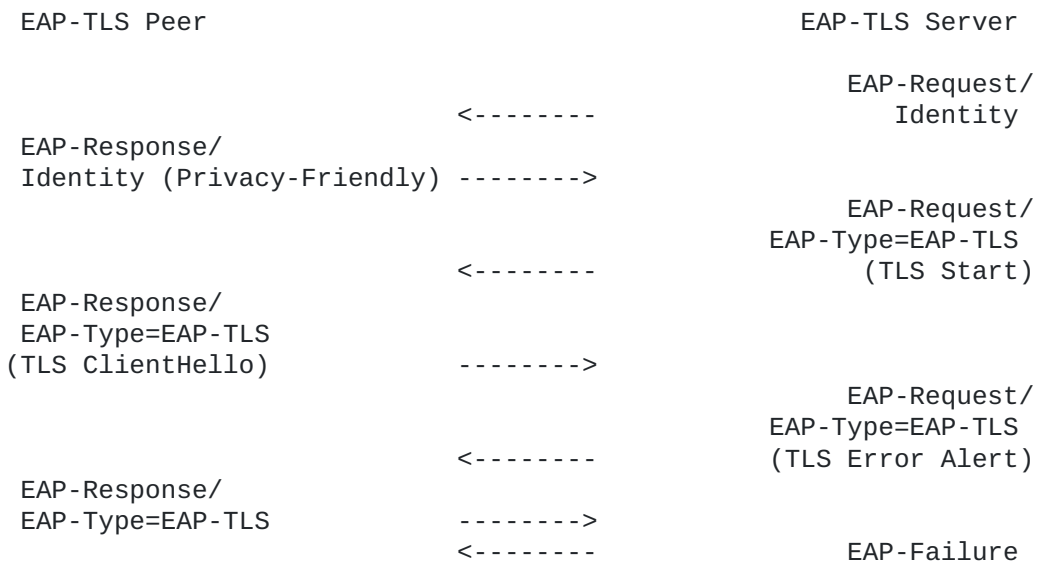 EAP-TLS Peer                                      EAP-TLS Server

                                                     EAP-Request/
                            <--------                   Identity
EAP-Response/
Identity (Privacy-Friendly) -------->
                                                     EAP-Request/
                                                EAP-Type=EAP-TLS
                            <--------                 (TLS Start)
EAP-Response/
EAP-Type=EAP-TLS
(TLS ClientHello)            -------->
                                                     EAP-Request/
                                                EAP-Type=EAP-TLS
                            <--------           (TLS Error Alert)
EAP-Response/
EAP-Type=EAP-TLS            -------->
                            <--------                EAP-Failure